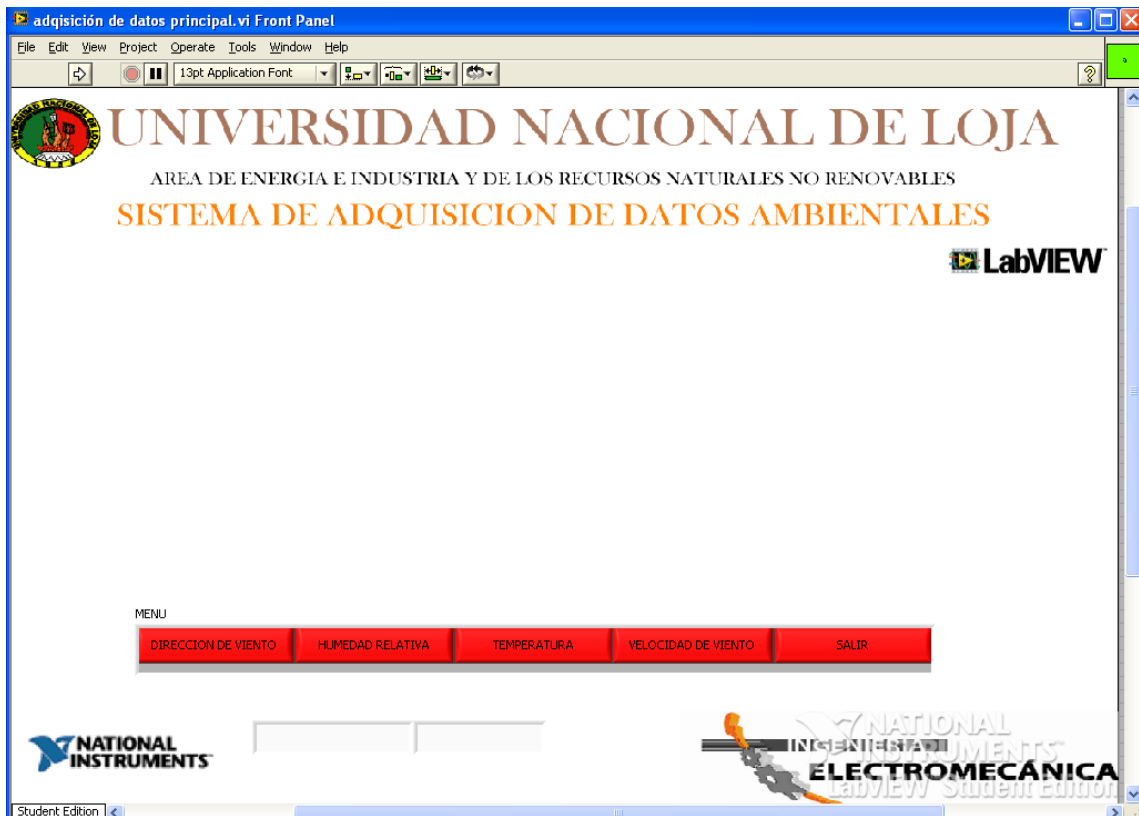 adqisición de datos principal.vi Front Panel
File Edit View Project Operate Tools Window Help
13pt Application Font
UNIVERSIDAD NACIONAL DE LOJA
AREA DE ENERGIA E INDUSTRIA Y DE LOS RECURSOS NATURALES NO RENOVABLES
SISTEMA DE ADQUISICION DE DATOS AMBIENTALES
LabVIEW
MENU
DIRECCION DE VIENTO HUMEDAD RELATIVA TEMPERATURA VELOCIDAD DE VIENTO SALIR
NATIONAL
INSTRUMENTS
NATIONAL
INSTRUMENTS
INGENIERIA
ELECTROMECÁNICA
LabVIEW Student Edition
Student Edition